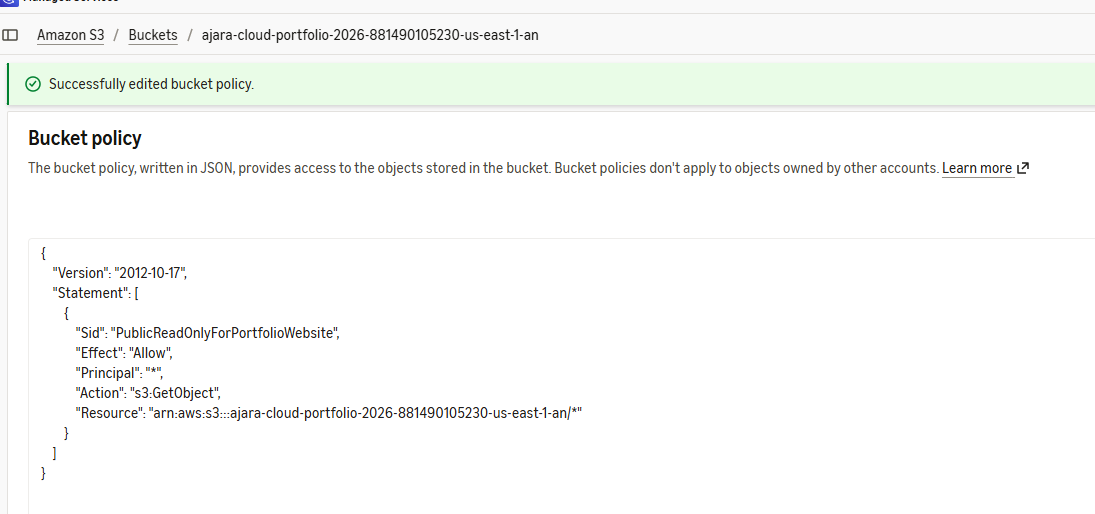 Amazon S3 / Buckets / ajara-cloud-portfolio-2026-881490105230-us-east-1-an
Successfully edited bucket policy.
Bucket policy
The bucket policy, written in JSON, provides access to the objects stored in the bucket. Bucket policies don't apply to objects owned by other accounts. Learn more
{
"Version": "2012-10-17",
"Statement": [
{
"Sid": "PublicReadOnlyForPortfolioWebsite",
"Effect": "Allow",
"Principal": "*",
"Action": "s3:GetObject",
"Resource": "arn:aws:s3:::ajara-cloud-portfolio-2026-881490105230-us-east-1-an/*"
}
]
}